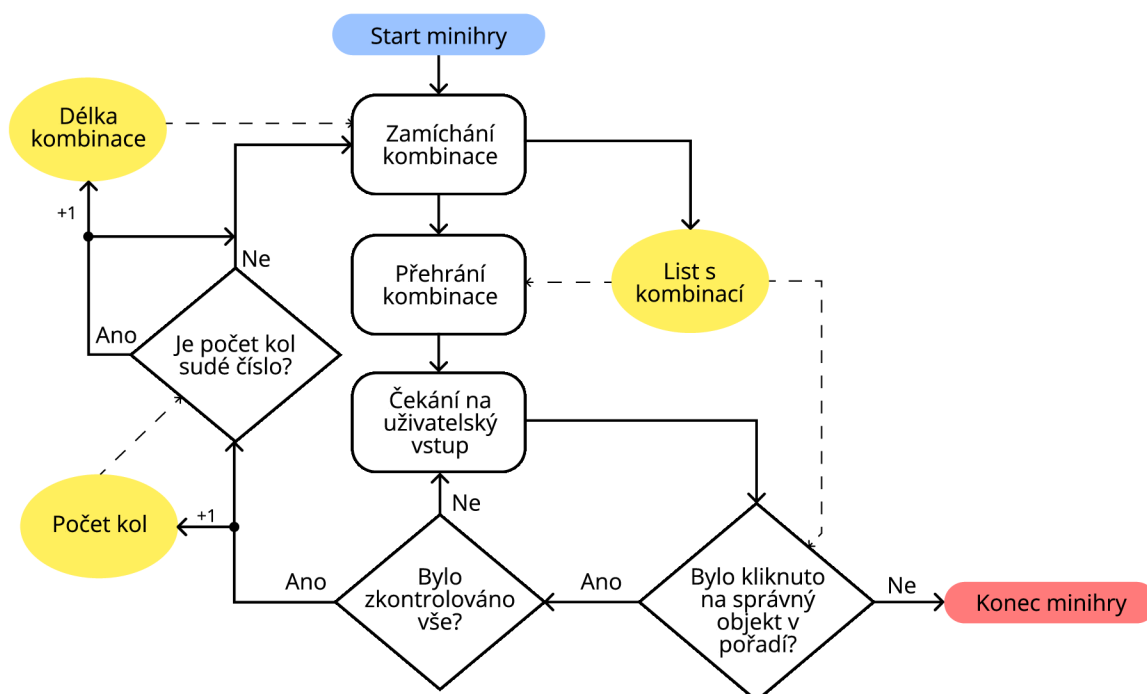 Start minihry
Délka
kombinace
Zamíchání
kombinace
+1
Ne
Přehrání
kombinace
List s
kombinací
Ano
Je počet kol
sudé číslo?
Čekání na
uživatelský
vstup
Ne
Počet kol
+1
Ano
Bylo
zkontrolováno
vše?
Ano
Bylo kliknuto
na správný
objekt v
pořadí?
Ne
Konec minihry